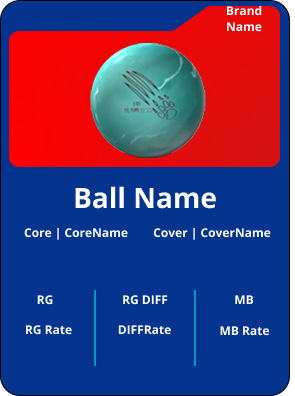 Brand
Name
Ball Name
Core | CoreName Cover | CoverName
RG RG DIFF MB
RG Rate DIFFRate MB Rate